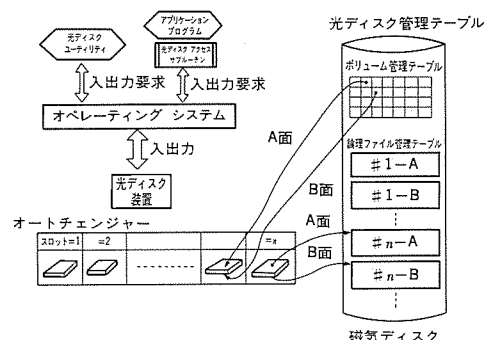 光ディスク
ユーティリティ
アプリケーション
プログラム
光ディスク アクセス
サブルーチン
入出力要求
入出力要求
オペレーティング システム
入出力
光ディスク
装置
オートチェンジャー
スロット=1
=2
=n
A面
B面
A面
B面
光ディスク管理テーブル
ボリューム管理テーブル
論理ファイル管理テーブル
#1-A
#1-B
#n-A
#n-B
磁気ディスク